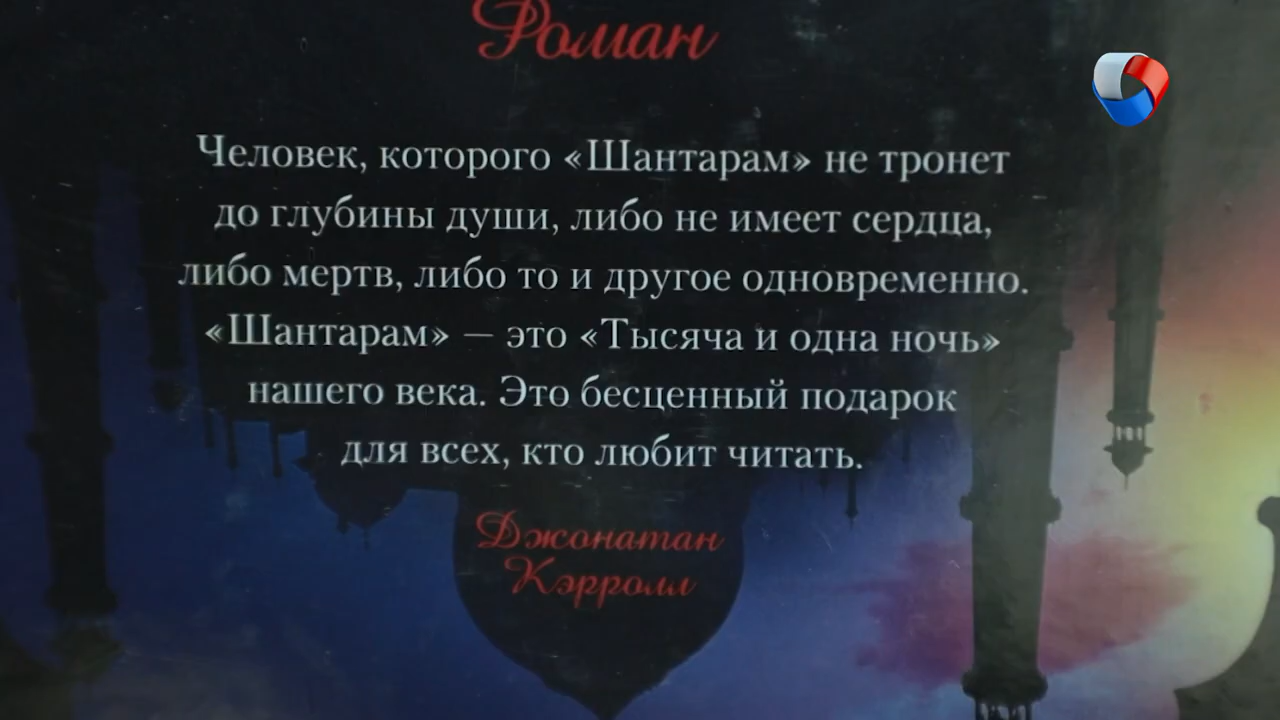 Роман
Человек, которого «Шантарам» не тронет
до глубины души, либо не имеет сердца,
либо мертв, либо то и другое одновременно.
«Шантарам» — это «Тысяча и одна ночь»
нашего века. Это бесценный подарок
для всех, кто любит читать.
Джонатан
Кэрролл